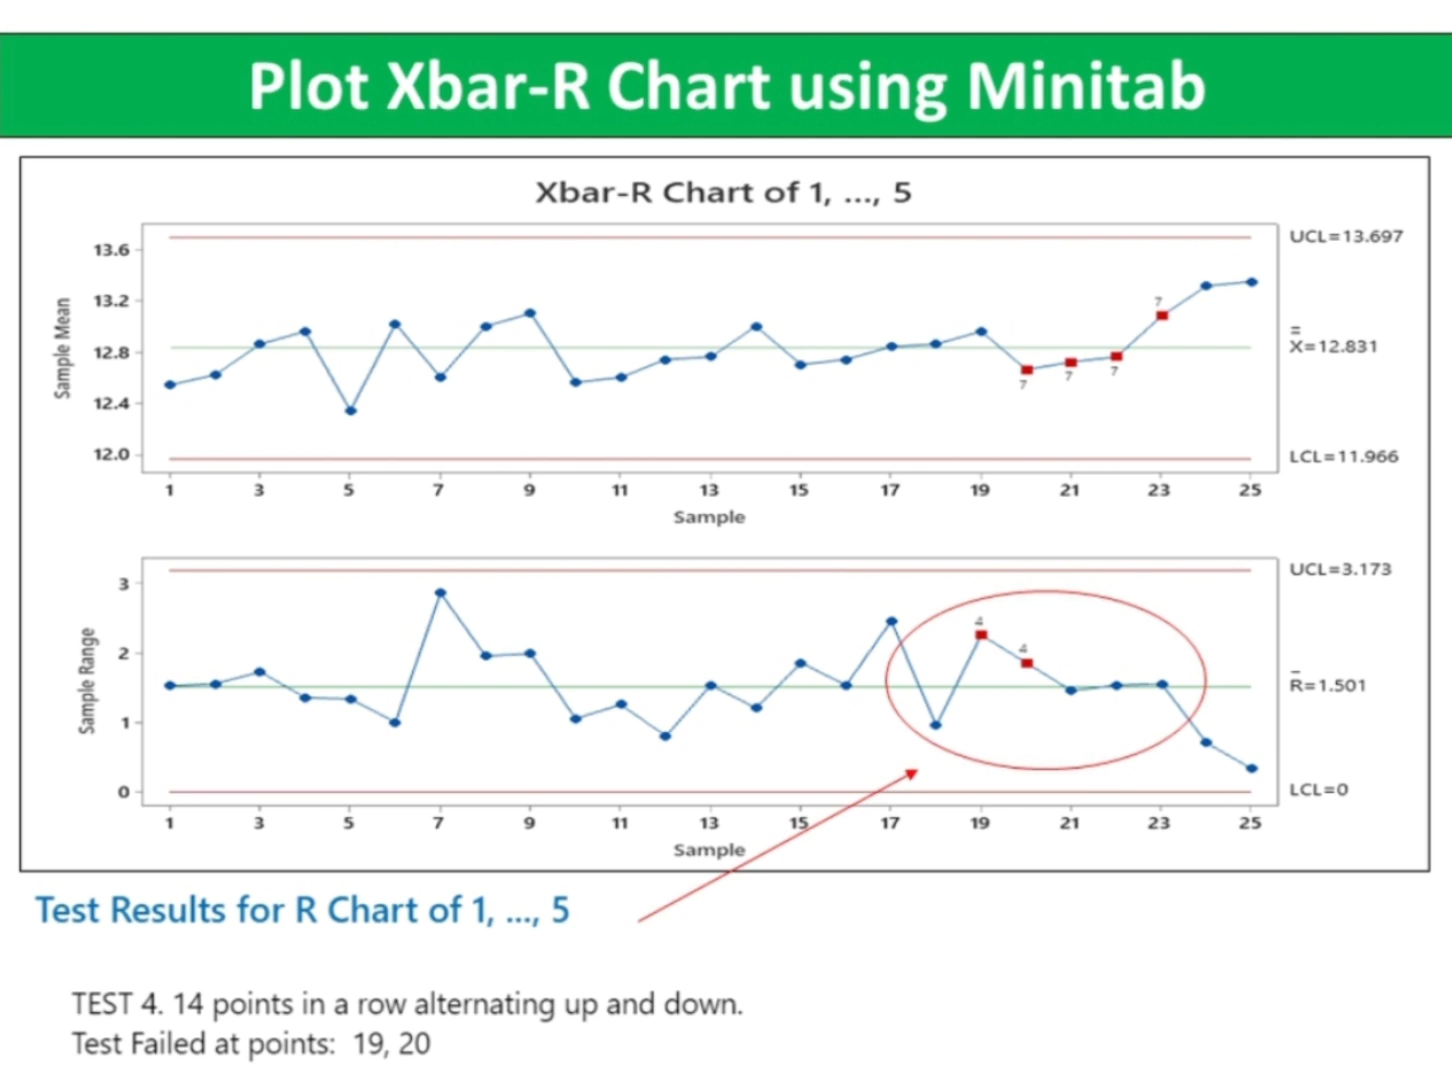 Plot Xbar-R Chart using Minitab
Xbar-R Chart of 1, ..., 5
UCL=13.697
13.6
13.2
7
Sample Mean
X=12.831
12.8
7 7 7
12.4
12.0
LCL=11.966
1 3 5 7 9 11 13 15 17 19 21 23 25
Sample
UCL=3.173
3
4
4
2
Sample Range
R=1.501
1
0
LCL=0
1 3 5 7 9 11 13 15 17 19 21 23 25
Sample
Test Results for R Chart of 1, ..., 5
TEST 4. 14 points in a row alternating up and down.
Test Failed at points: 19, 20